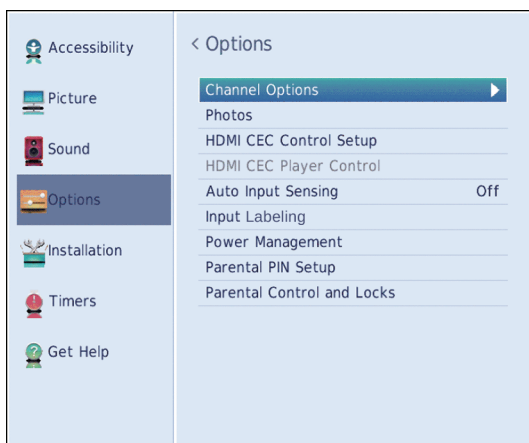 Accessibility
Picture
Sound
Options
Installation
Timers
Get Help
< Options
Channel Options
Photos
HDMI CEC Control Setup
HDMI CEC Player Control
Auto Input Sensing Off
Input Labeling
Power Management
Parental PIN Setup
Parental Control and Locks